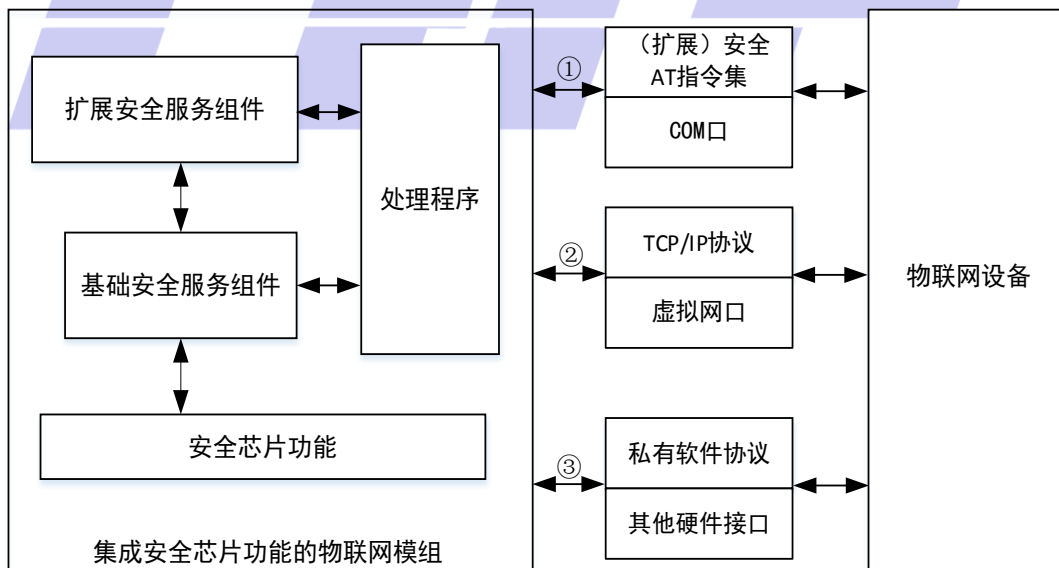 扩展安全服务组件
基础安全服务组件
处理程序
安全芯片功能
集成安全芯片功能的物联网模组
①
（扩展）安全
AT指令集
COM口
②
TCP/IP协议
虚拟网口
③
私有软件协议
其他硬件接口
物联网设备